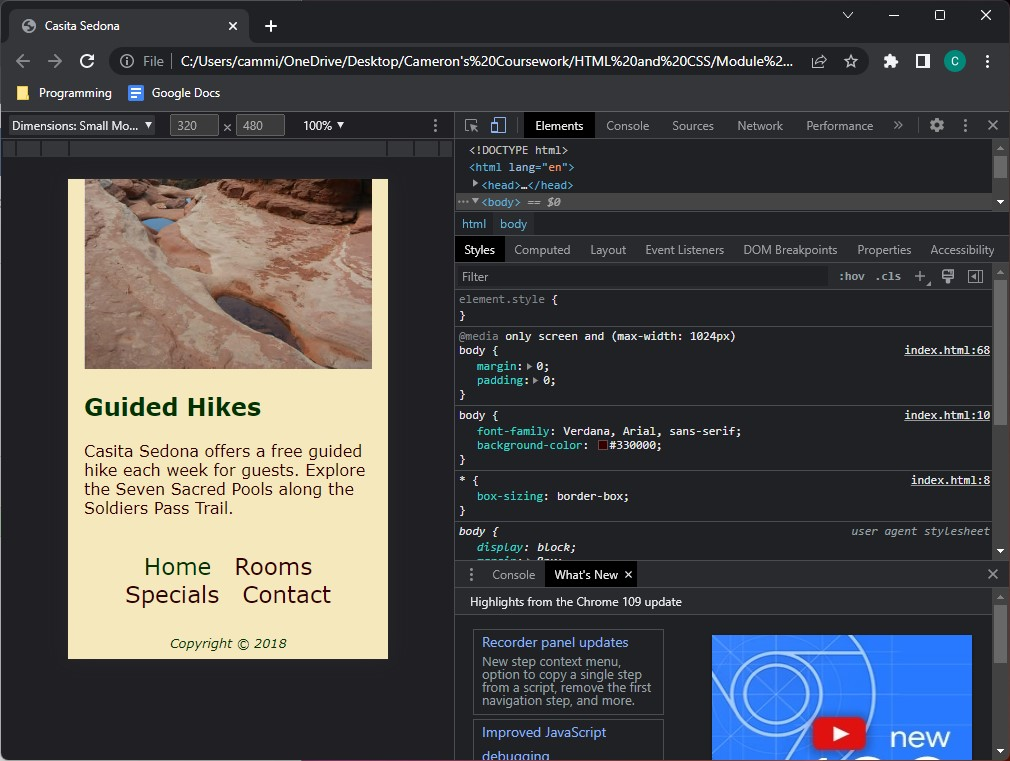 Casita Sedona
File
C:/Users/cammi/OneDrive/Desktop/Cameron's%20Coursework/HTML%20and%20CSS/Module%2...
C
Programming
Google Docs
Dimensions: Small Mo... ▼ 320 × 480 100% ▼
Elements Console Sources Network Performance »
<!DOCTYPE html>
<html lang="en">
<head>…</head>
<body> == $0
html body
Styles Computed Layout Event Listeners DOM Breakpoints Properties Accessibility
Filter :hov .cls +
element.style {
}
@media only screen and (max-width: 1024px)
body { index.html:68
margin: 0;
padding: 0;
}
body { index.html:10
font-family: Verdana, Arial, sans-serif;
background-color: #330000;
}
* { index.html:8
box-sizing: border-box;
}
body { user agent stylesheet
display: block;
Guided Hikes
Casita Sedona offers a free guided
hike each week for guests. Explore
the Seven Sacred Pools along the
Soldiers Pass Trail.
Home Rooms
Specials Contact
Copyright © 2018
Console What's New ×
Highlights from the Chrome 109 update
Recorder panel updates
New step context menu,
option to copy a single step
from a script, remove the first
navigation step, and more.
Improved JavaScript
debugging
new